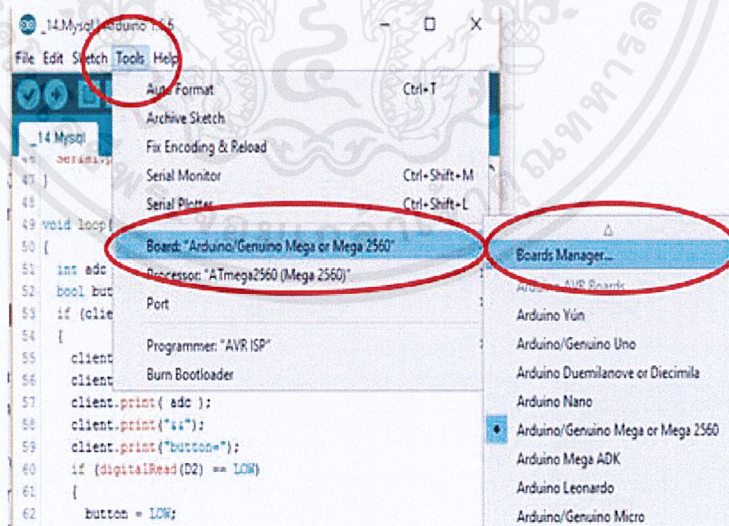 _14.Mysql Arduino 1.6.5
File Edit Sketch Tools Help
_14.Mysql
Auto Format Ctrl+T
Archive Sketch
Fix Encoding & Reload
Serial Monitor Ctrl+Shift+M
Serial Plotter Ctrl+Shift+L
Board: "Arduino/Genuino Mega or Mega 2560"
Processor: "ATmega2560 (Mega 2560)"
Port
Programmer: "AVR ISP"
Burn Bootloader
Boards Manager...
Arduino AVR Boards
Arduino Yún
Arduino/Genuino Uno
Arduino Duemilanove or Diecimila
Arduino Nano
Arduino/Genuino Mega or Mega 2560
Arduino Mega ADK
Arduino Leonardo
Arduino/Genuino Micro
46 Serial.p
47 }
48
49 void loop(
50 {
51 int adc
52 bool but
53 if (clie
54 {
55 client
56 client
57 client.print( adc );
58 client.print("&&");
59 client.print("button=");
60 if (digitalRead(D2) == LOW)
61 {
62 button = LOW;